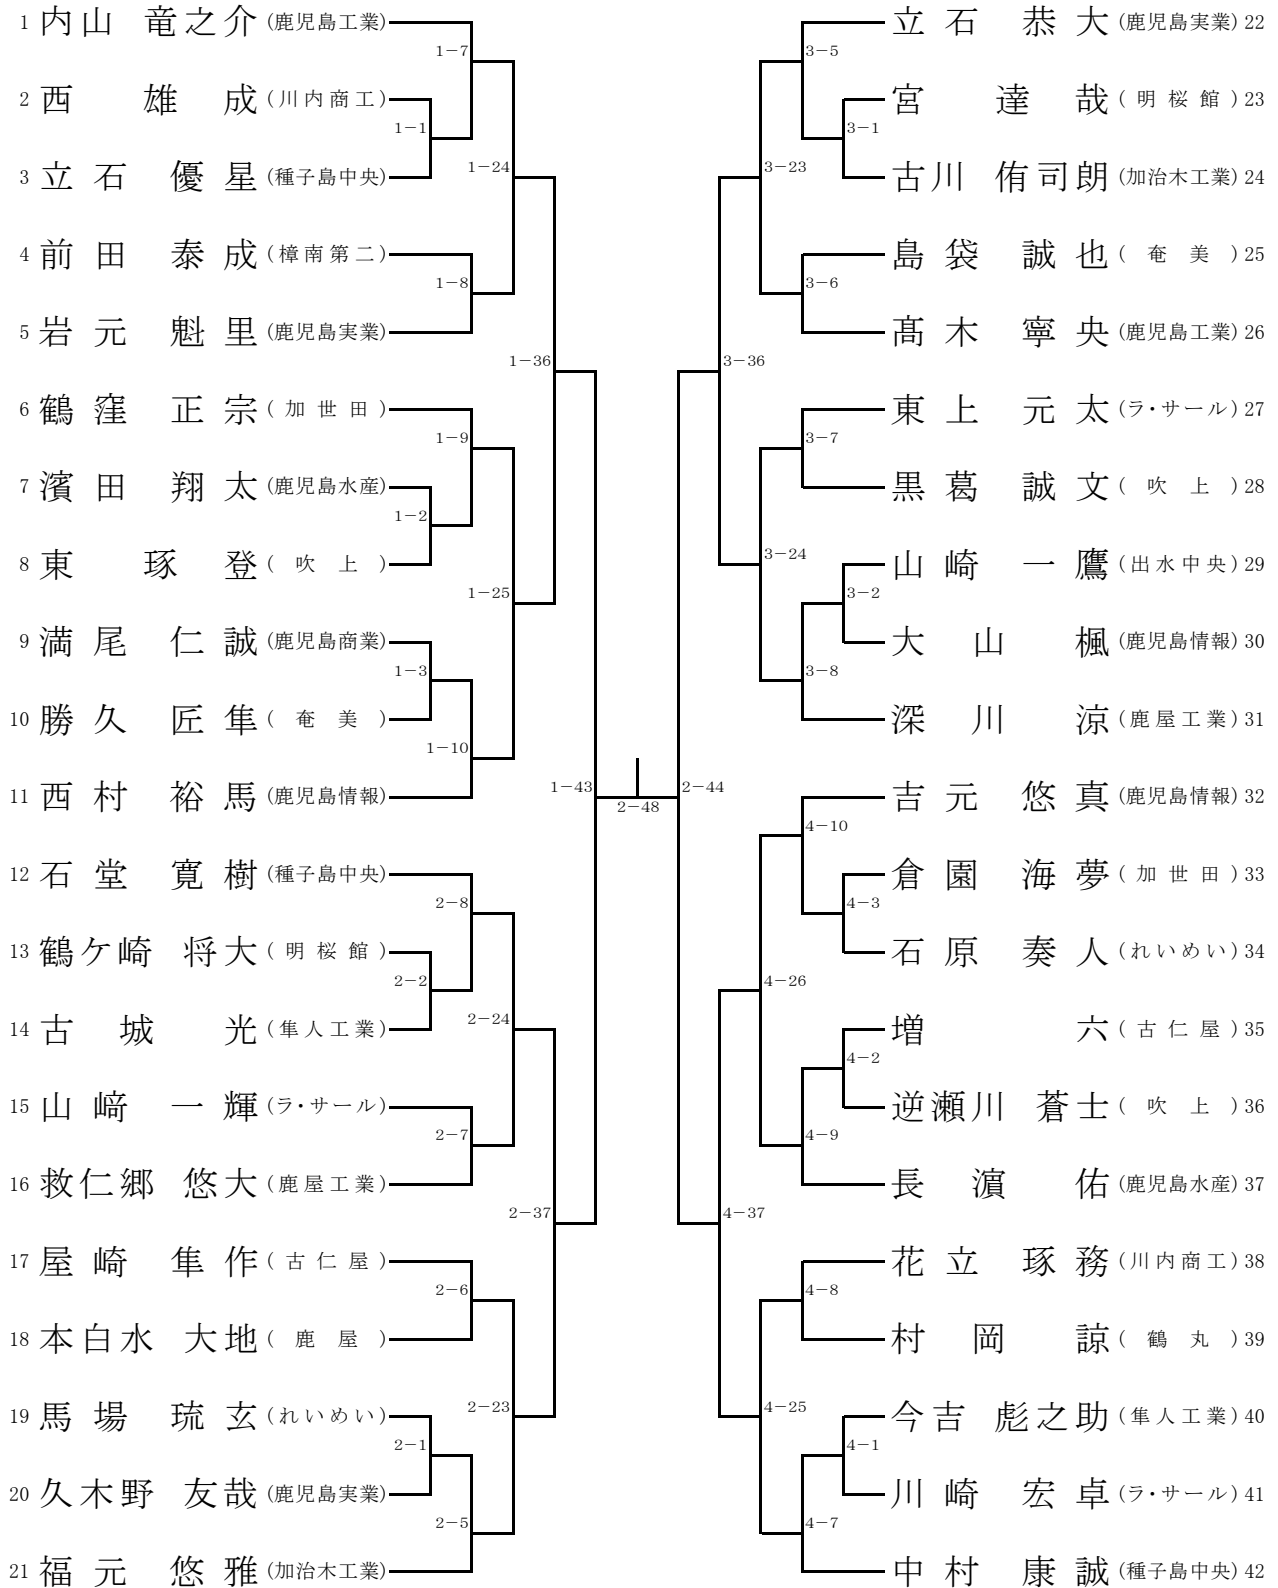 1 内山 竜之介 (鹿児島工業)
1-7
2 西 雄成 (川内商工)
1-1
3 立石 優星 (種子島中央)
1-24
4 前田 泰成 (樟南第二)
1-8
5 岩元 魁里 (鹿児島実業)
1-36
6 鶴窪 正宗 (加世田)
1-9
7 濱田 翔太 (鹿児島水産)
1-2
8 東 琢登 (吹上)
1-25
9 満尾 仁誠 (鹿児島商業)
1-3
10 勝久 匠隼 (奄美)
1-10
11 西村 裕馬 (鹿児島情報)
1-43
2-48
12 石堂 寛樹 (種子島中央)
2-8
13 鶴ケ崎 将大 (明桜館)
2-2
14 古城 光 (隼人工業)
2-24
15 山﨑 一輝 (ラ・サール)
2-7
16 救仁郷 悠大 (鹿屋工業)
2-37
17 屋崎 隼作 (古仁屋)
2-6
18 本白水 大地 (鹿屋)
19 馬場 琉玄 (れいめい)
2-23
2-1
20 久木野 友哉 (鹿児島実業)
2-5
21 福元 悠雅 (加治木工業)
立石 恭大 (鹿児島実業) 22
3-5
宮 達哉 (明桜館) 23
3-1
古川 侑司朗 (加治木工業) 24
3-23
島袋 誠也 (奄美) 25
3-6
髙木 寧央 (鹿児島工業) 26
3-36
東上 元太 (ラ・サール) 27
3-7
黒葛 誠文 (吹上) 28
3-24
山崎 一鷹 (出水中央) 29
3-2
大山 楓 (鹿児島情報) 30
3-8
深川 涼 (鹿屋工業) 31
2-44
吉元 悠真 (鹿児島情報) 32
4-10
倉園 海夢 (加世田) 33
4-3
石原 奏人 (れいめい) 34
4-26
増 六 (古仁屋) 35
4-2
逆瀬川 蒼士 (吹上) 36
4-9
長濵 佑 (鹿児島水産) 37
4-37
花立 琢務 (川内商工) 38
4-8
村岡 諒 (鶴丸) 39
4-25
今吉 彪之助 (隼人工業) 40
4-1
川崎 宏卓 (ラ・サール) 41
4-7
中村 康誠 (種子島中央) 42